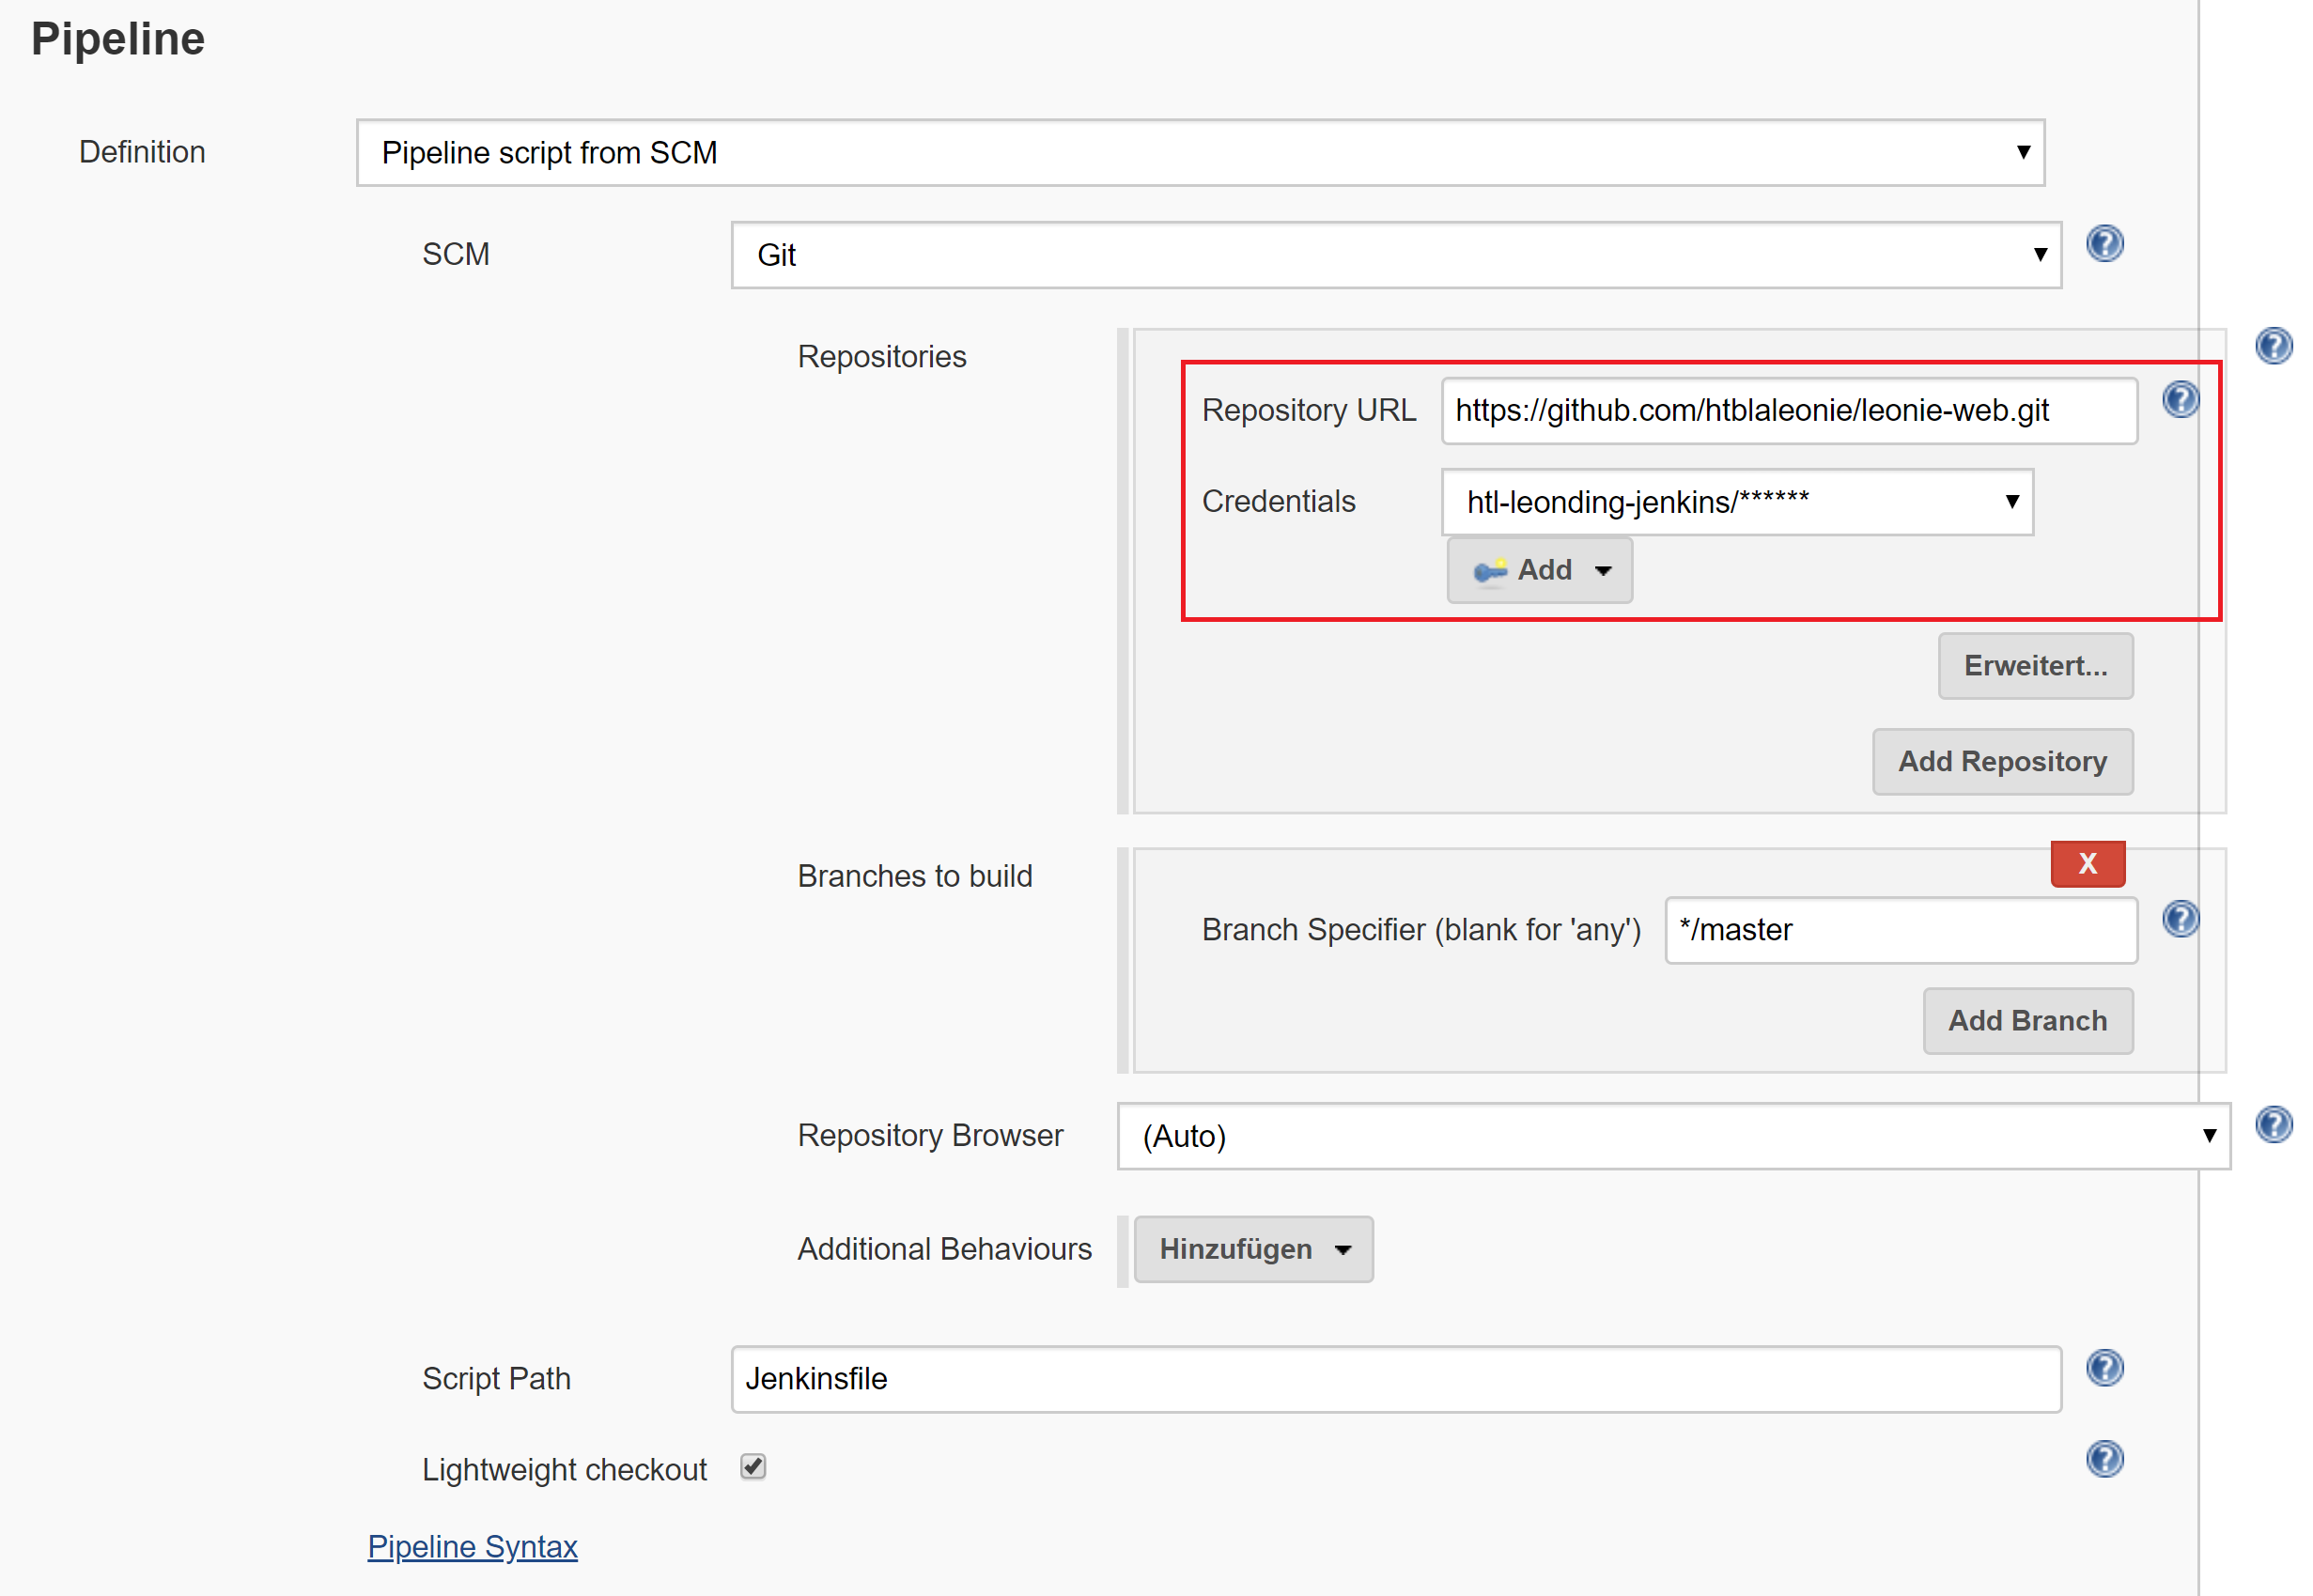 Pipeline
Definition
Pipeline script from SCM
SCM
Git
Repositories
Repository URL
https://github.com/htblaleonie/leonie-web.git
Credentials
htl-leonding-jenkins/******
Add
Erweitert...
Add Repository
Branches to build
X
Branch Specifier (blank for 'any')
*/master
Add Branch
Repository Browser
(Auto)
Additional Behaviours
Hinzufügen
Script Path
Jenkinsfile
Lightweight checkout
Pipeline Syntax